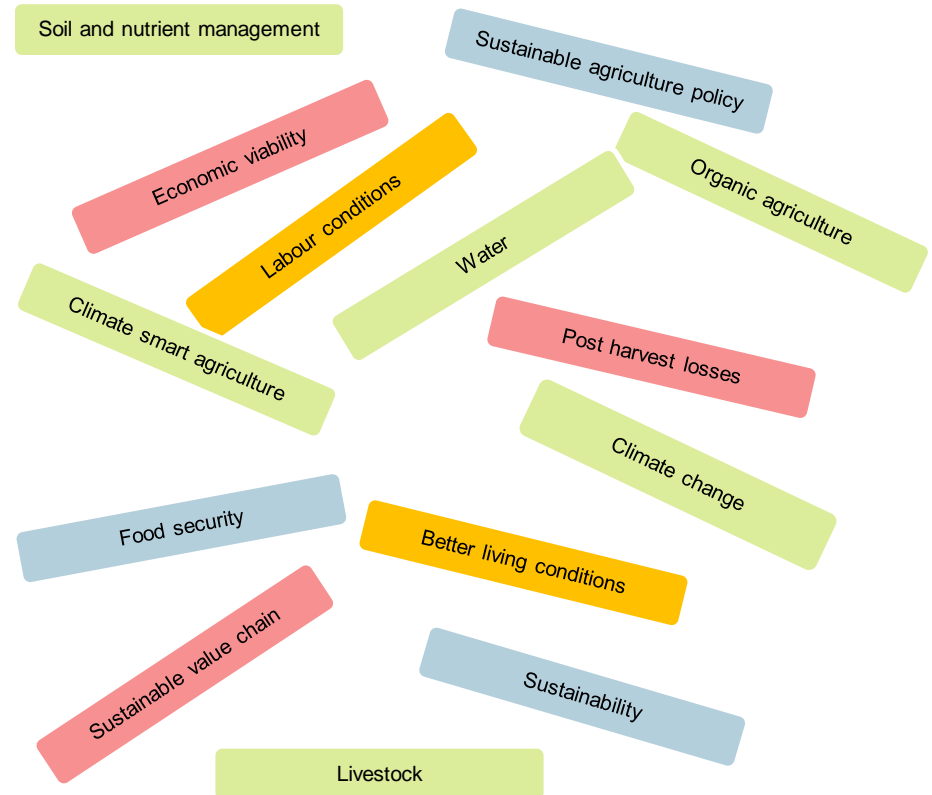 Soil and nutrient management
Sustainable agriculture policy
Economic viability
Labour conditions
Organic agriculture
Water
Climate smart agriculture
Post harvest losses
Climate change
Food security
Better living conditions
Sustainable value chain
Sustainability
Livestock